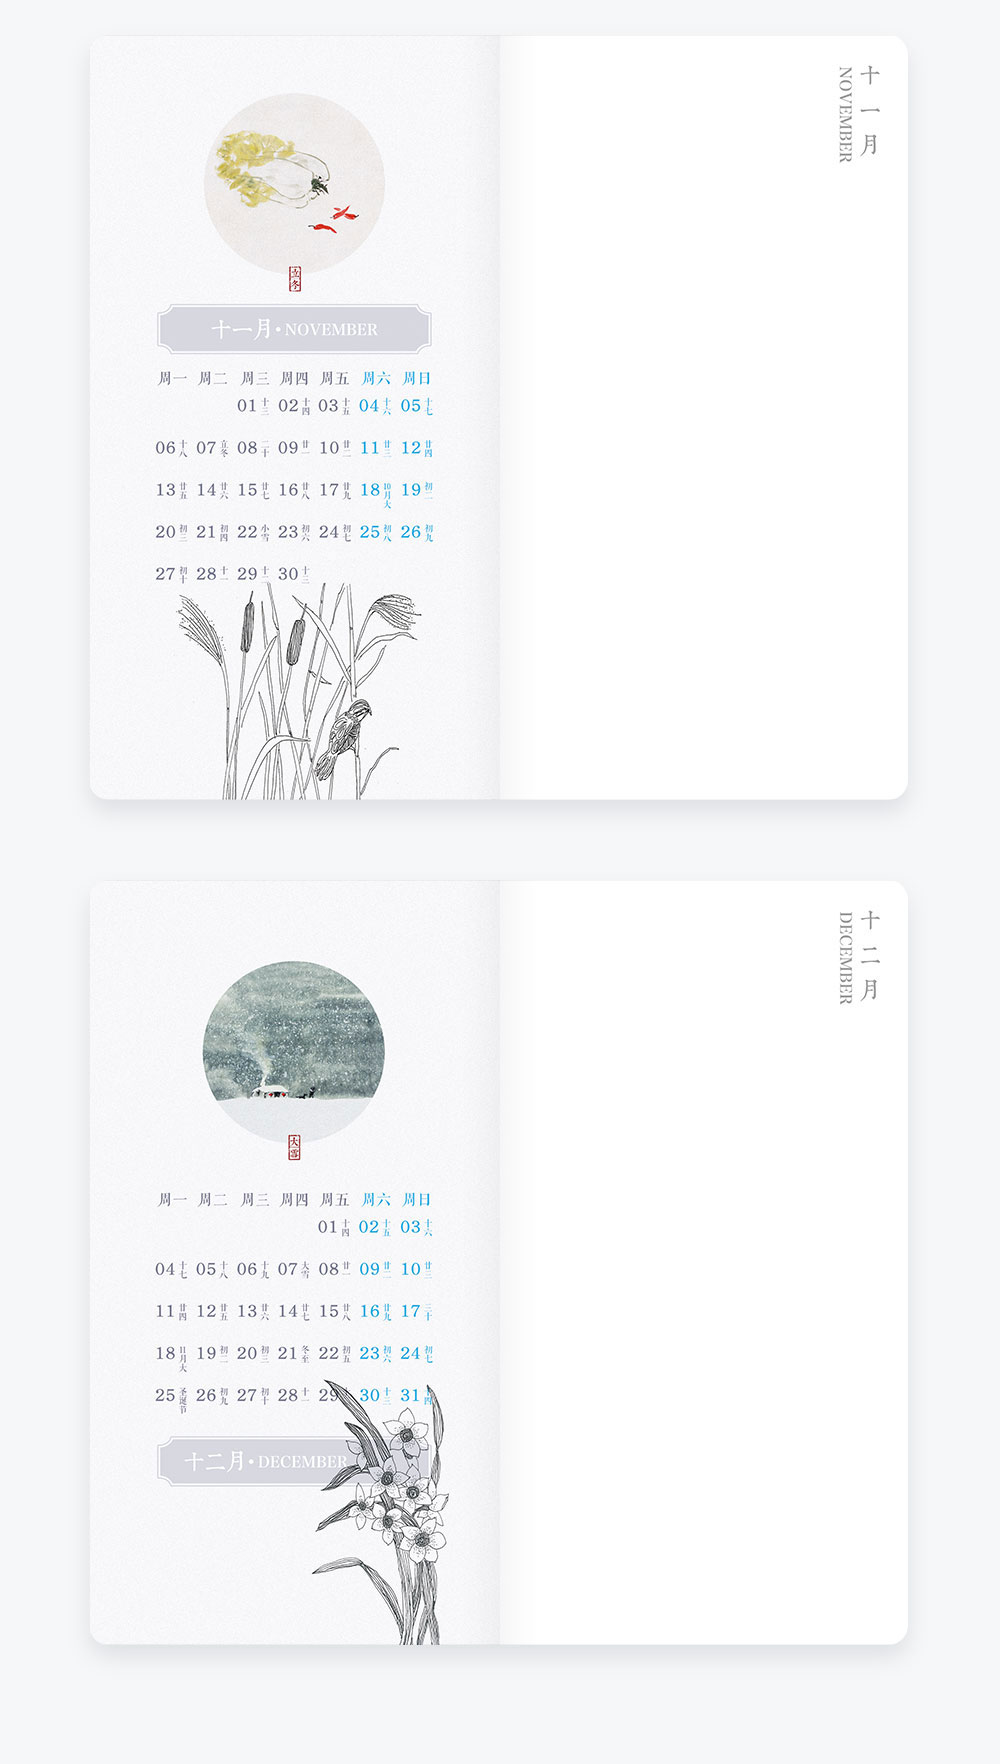 立冬
十一月•NOVEMBER
周一 周二 周三 周四 周五 周六 周日
01 十三 02 十四 03 十五 04 十六 05 十七
06 十八 07 立冬 08 二十 09 廿一 10 廿二 11 廿三 12 廿四
13 廿五 14 廿六 15 廿七 16 廿八 17 廿九 18 10月大 19 初二
20 初三 21 初四 22 小雪 23 初六 24 初七 25 初八 26 初九
27 初十 28 十一 29 十二 30 十三
十一月
NOVEMBER
大雪
周一 周二 周三 周四 周五 周六 周日
01 十四 02 十五 03 十六
04 十七 05 十八 06 十九 07 大雪 08 廿一 09 廿二 10 廿三
11 廿四 12 廿五 13 廿六 14 廿七 15 廿八 16 廿九 17 三十
18 11月大 19 初二 20 初三 21 初四 冬至 22 初五 23 初六 24 初七
25 圣诞节 26 初九 27 初十 28 十一 29 30 十三 31 十四
十二月•DECEMBER
十二月
DECEMBER